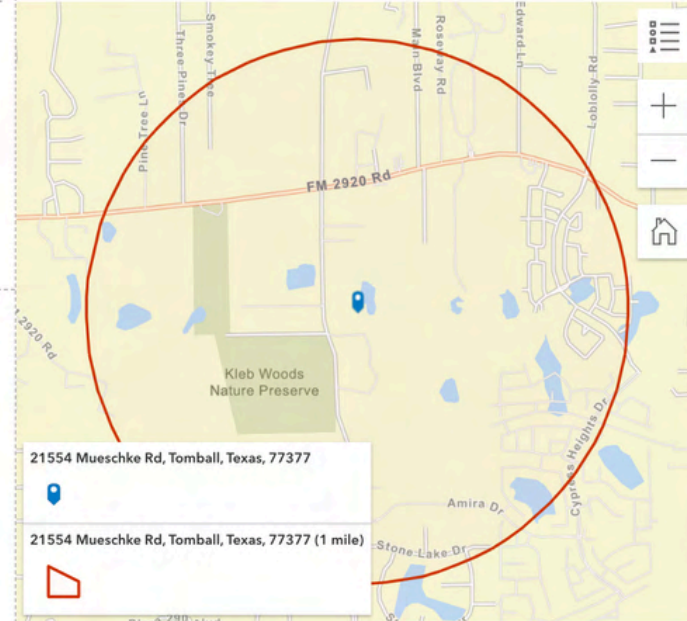 Smokey Tree
Three Pines Dr
Pine Tree Ln
Main Blvd
Roseway Rd
Edward Ln
Loblolly Rd
FM 2920 Rd
2920 Rd
Kleb Woods
Nature Preserve
Cypress Heights Dr
Amira Dr
Stone Lake Dr
21554 Mueschke Rd, Tomball, Texas, 77377
21554 Mueschke Rd, Tomball, Texas, 77377 (1 mile)